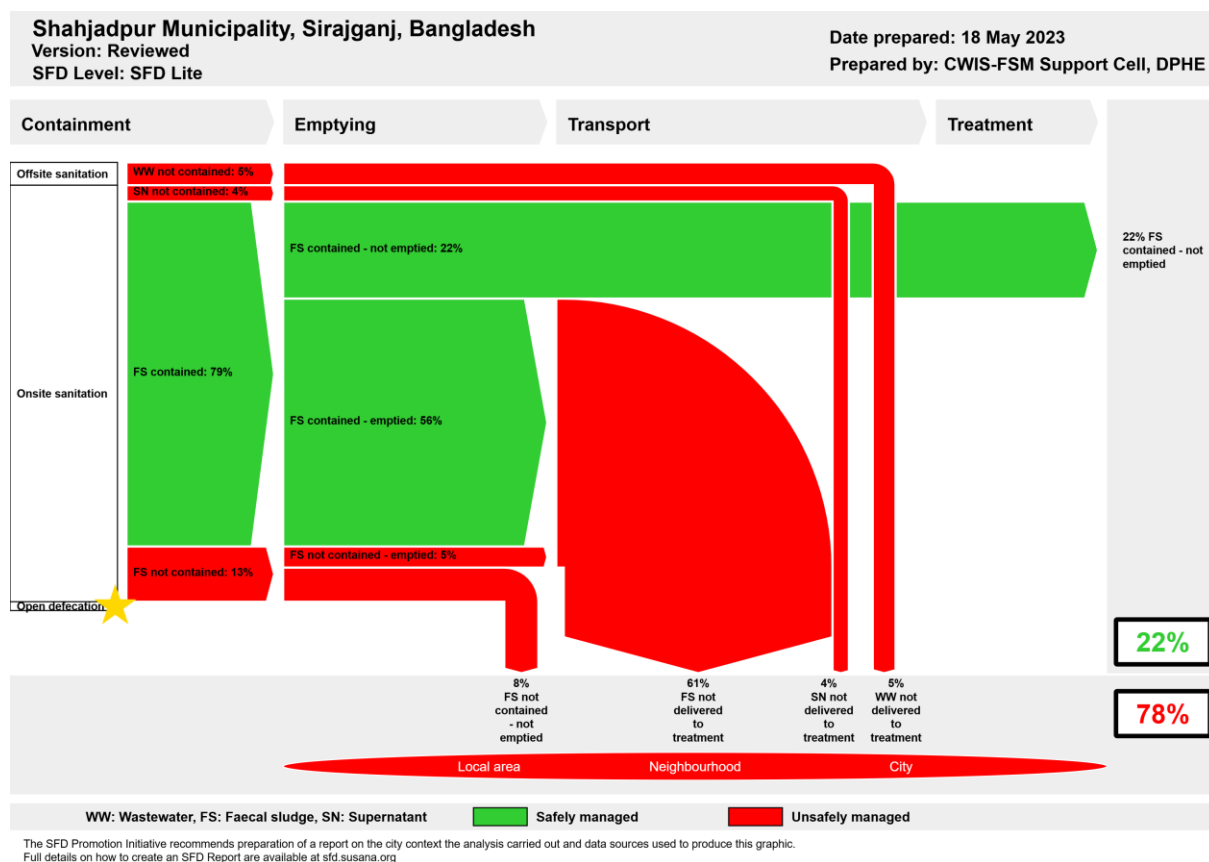 Shahjadpur Municipality, Sirajganj, Bangladesh
Version: Reviewed
SFD Level: SFD Lite
Date prepared: 18 May 2023
Prepared by: CWIS-FSM Support Cell, DPHE
Containment
Emptying
Transport
Treatment
Offsite sanitation
WW not contained: 5%
SN not contained: 4%
FS contained - not emptied: 22%
22% FS
contained - not
emptied
FS contained: 79%
Onsite sanitation
FS contained - emptied: 56%
FS not contained - emptied: 5%
FS not contained: 13%
Open defecation
22%
8%
FS not
contained
- not
emptied
61%
FS not
delivered
to
treatment
4%
SN not
delivered
to
treatment
5%
WW not
delivered
to
treatment
78%
Local area
Neighbourhood
City
WW: Wastewater, FS: Faecal sludge, SN: Supernatant
Safely managed
Unsafely managed
The SFD Promotion Initiative recommends preparation of a report on the city context the analysis carried out and data sources used to produce this graphic.
Full details on how to create an SFD Report are available at sfd.susana.org